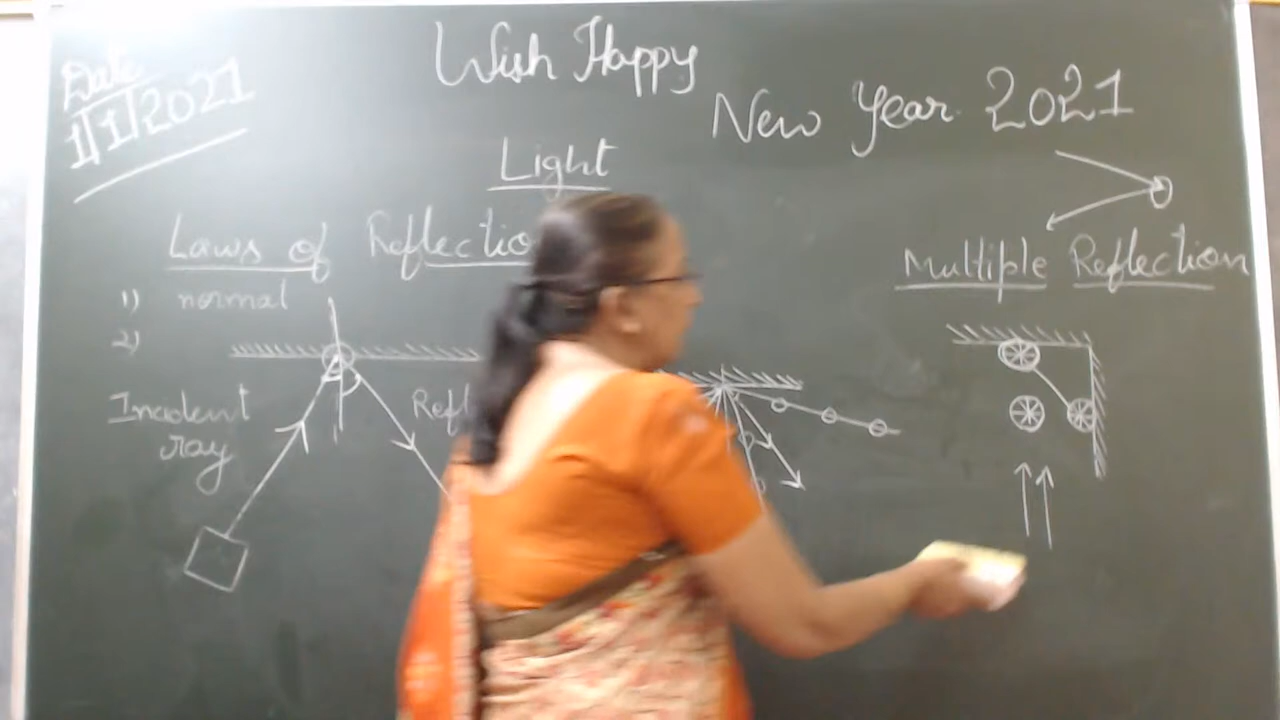 Date
1/1/2021
Wish Happy
New Year 2021
Light
Laws of Reflectio
1) normal
2)
Incident
ray
Refl
Multiple Reflection